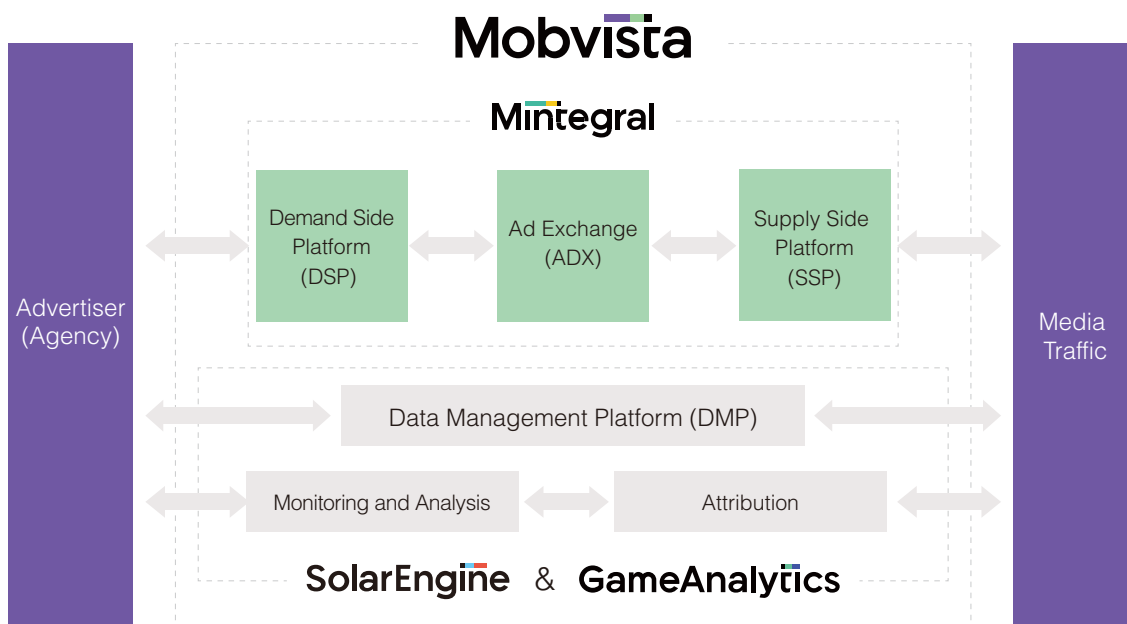 Mobvista
Mintegral
Demand Side
Platform
(DSP)
Ad Exchange
(ADX)
Supply Side
Platform
(SSP)
Advertiser
(Agency)
Media
Traffic
Data Management Platform (DMP)
Monitoring and Analysis
Attribution
SolarEngine & GameAnalytics